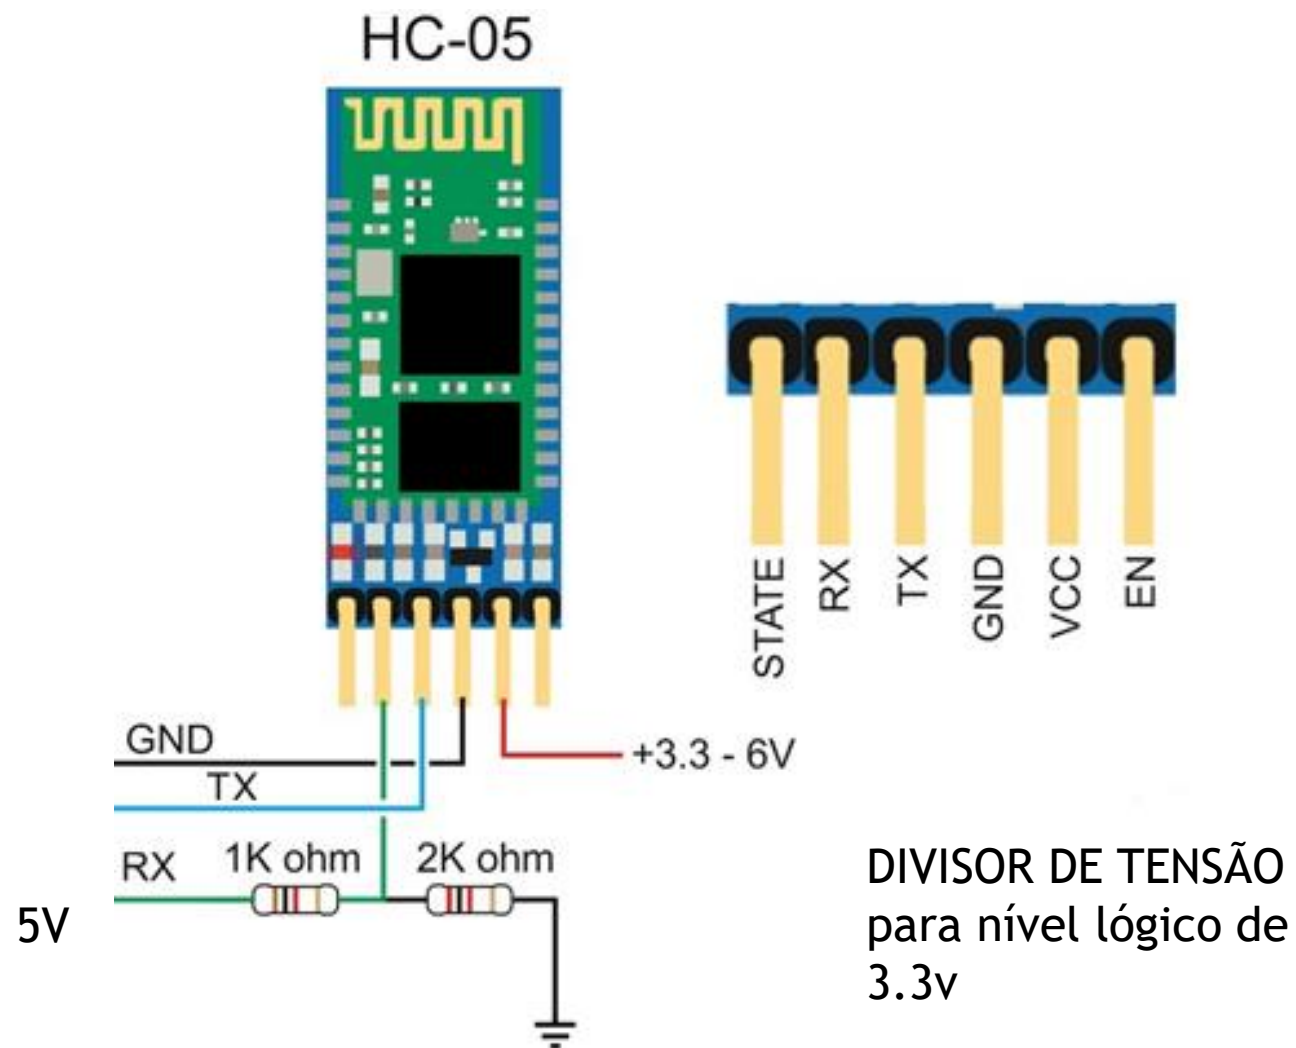 HC-05
STATE
RX
TX
GND
VCC
EN
GND
+3.3 - 6V
TX
RX
1K ohm
2K ohm
5V
DIVISOR DE TENSÃO
para nível lógico de
3.3v